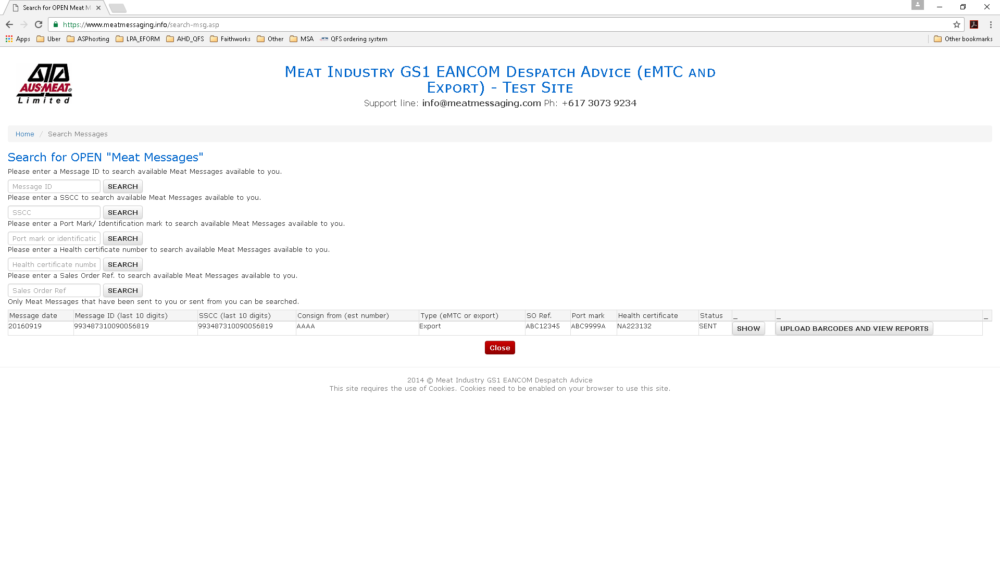 Search for OPEN Meat M
https://www.meatmessaging.info/search-msg.asp
Apps Uber ASPhosting LPA_EFORM AHD_QFS Faithworks Other MSA QFS ordering system Other bookmarks
AUS-MEAT®
Limited
Meat Industry GS1 EANCOM Despatch Advice (eMTC and
Export) - Test Site
Support line: info@meatmessaging.com Ph: +617 3073 9234
Home / Search Messages
Search for OPEN "Meat Messages"
Please enter a Message ID to search available Meat Messages available to you.
Message ID SEARCH
Please enter a SSCC to search available Meat Messages available to you.
SSCC SEARCH
Please enter a Port Mark/ Identification mark to search available Meat Messages available to you.
Port mark or identificatic SEARCH
Please enter a Health certificate number to search available Meat Messages available to you.
Health certificate numbe SEARCH
Please enter a Sales Order Ref. to search available Meat Messages available to you.
Sales Order Ref SEARCH
Only Meat Messages that have been sent to you or sent from you can be searched.
Message date Message ID (last 10 digits) SSCC (last 10 digits) Consign from (est number) Type (eMTC or export) SO Ref. Port mark Health certificate Status _ _ _
20160919 993487310090056819 993487310090056819 AAAA Export ABC12345 ABC9999A NA223132 SENT SHOW UPLOAD BARCODES AND VIEW REPORTS
Close
2014 © Meat Industry GS1 EANCOM Despatch Advice
This site requires the use of Cookies. Cookies need to be enabled on your browser to use this site.